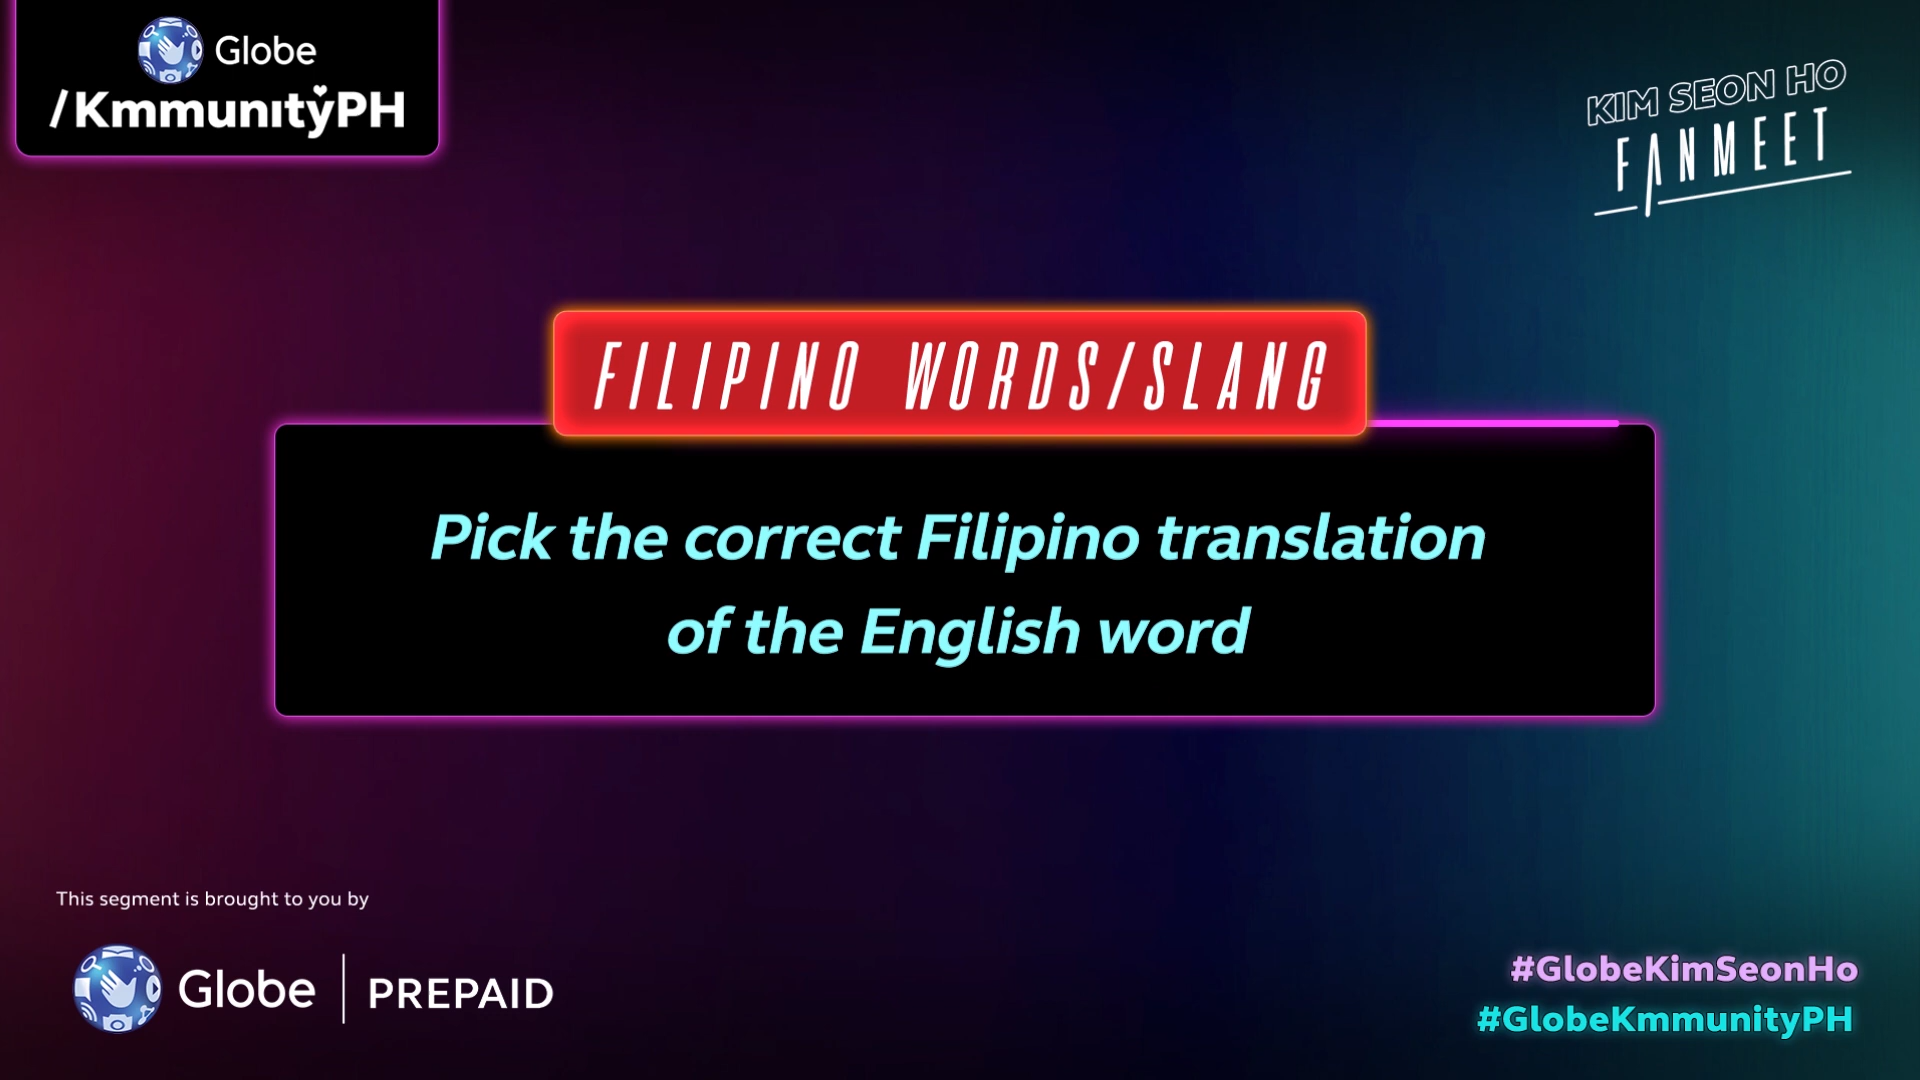 Globe
/KmmunityPH
KIM SEON HO
FANMEET
FILIPINO WORDS/SLANG
Pick the correct Filipino translation
of the English word
This segment is brought to you by
Globe | PREPAID
#GlobeKimSeonHo
#GlobeKmmunityPH